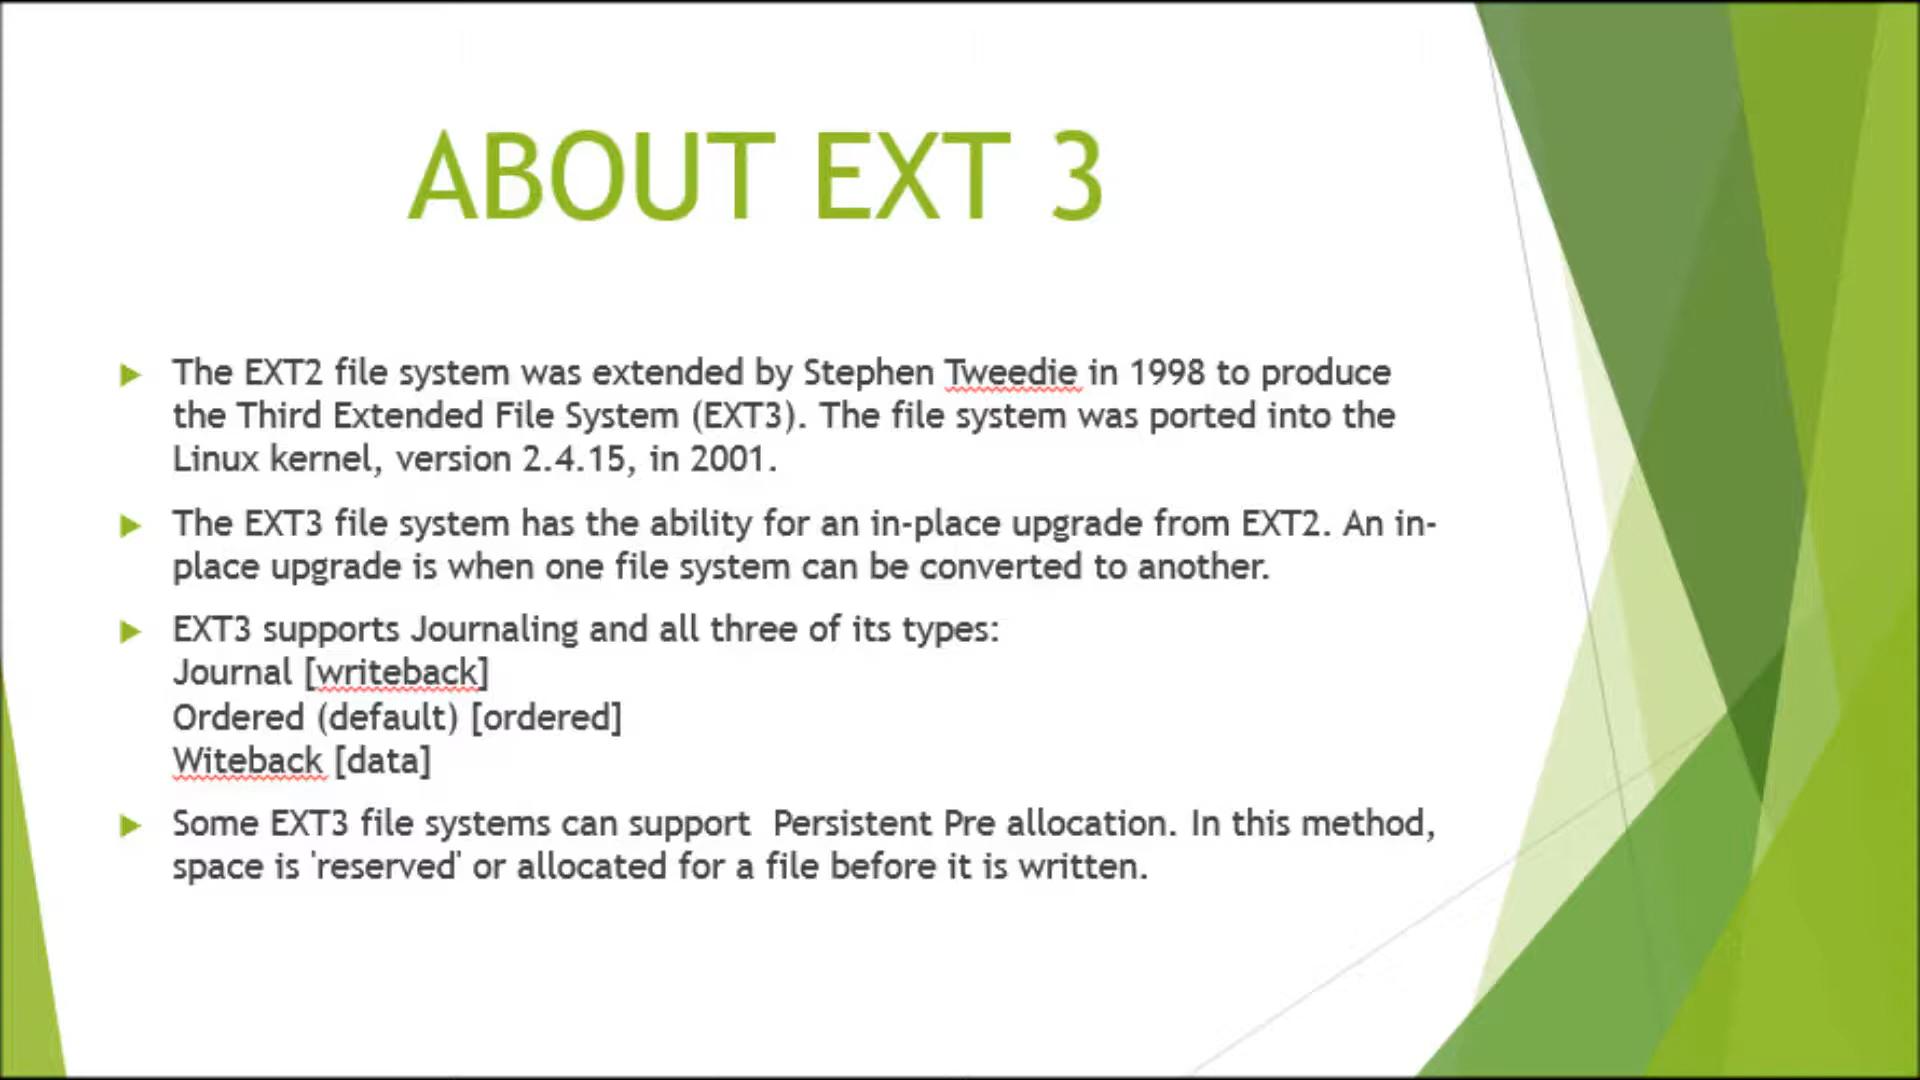 ABOUT EXT 3
The EXT2 file system was extended by Stephen Tweedie in 1998 to produce
the Third Extended File System (EXT3). The file system was ported into the
Linux kernel, version 2.4.15, in 2001.
The EXT3 file system has the ability for an in-place upgrade from EXT2. An in-
place upgrade is when one file system can be converted to another.
EXT3 supports Journaling and all three of its types:
Journal [writeback]
Ordered (default) [ordered]
Witeback [data]
Some EXT3 file systems can support  Persistent Pre allocation. In this method,
space is 'reserved' or allocated for a file before it is written.